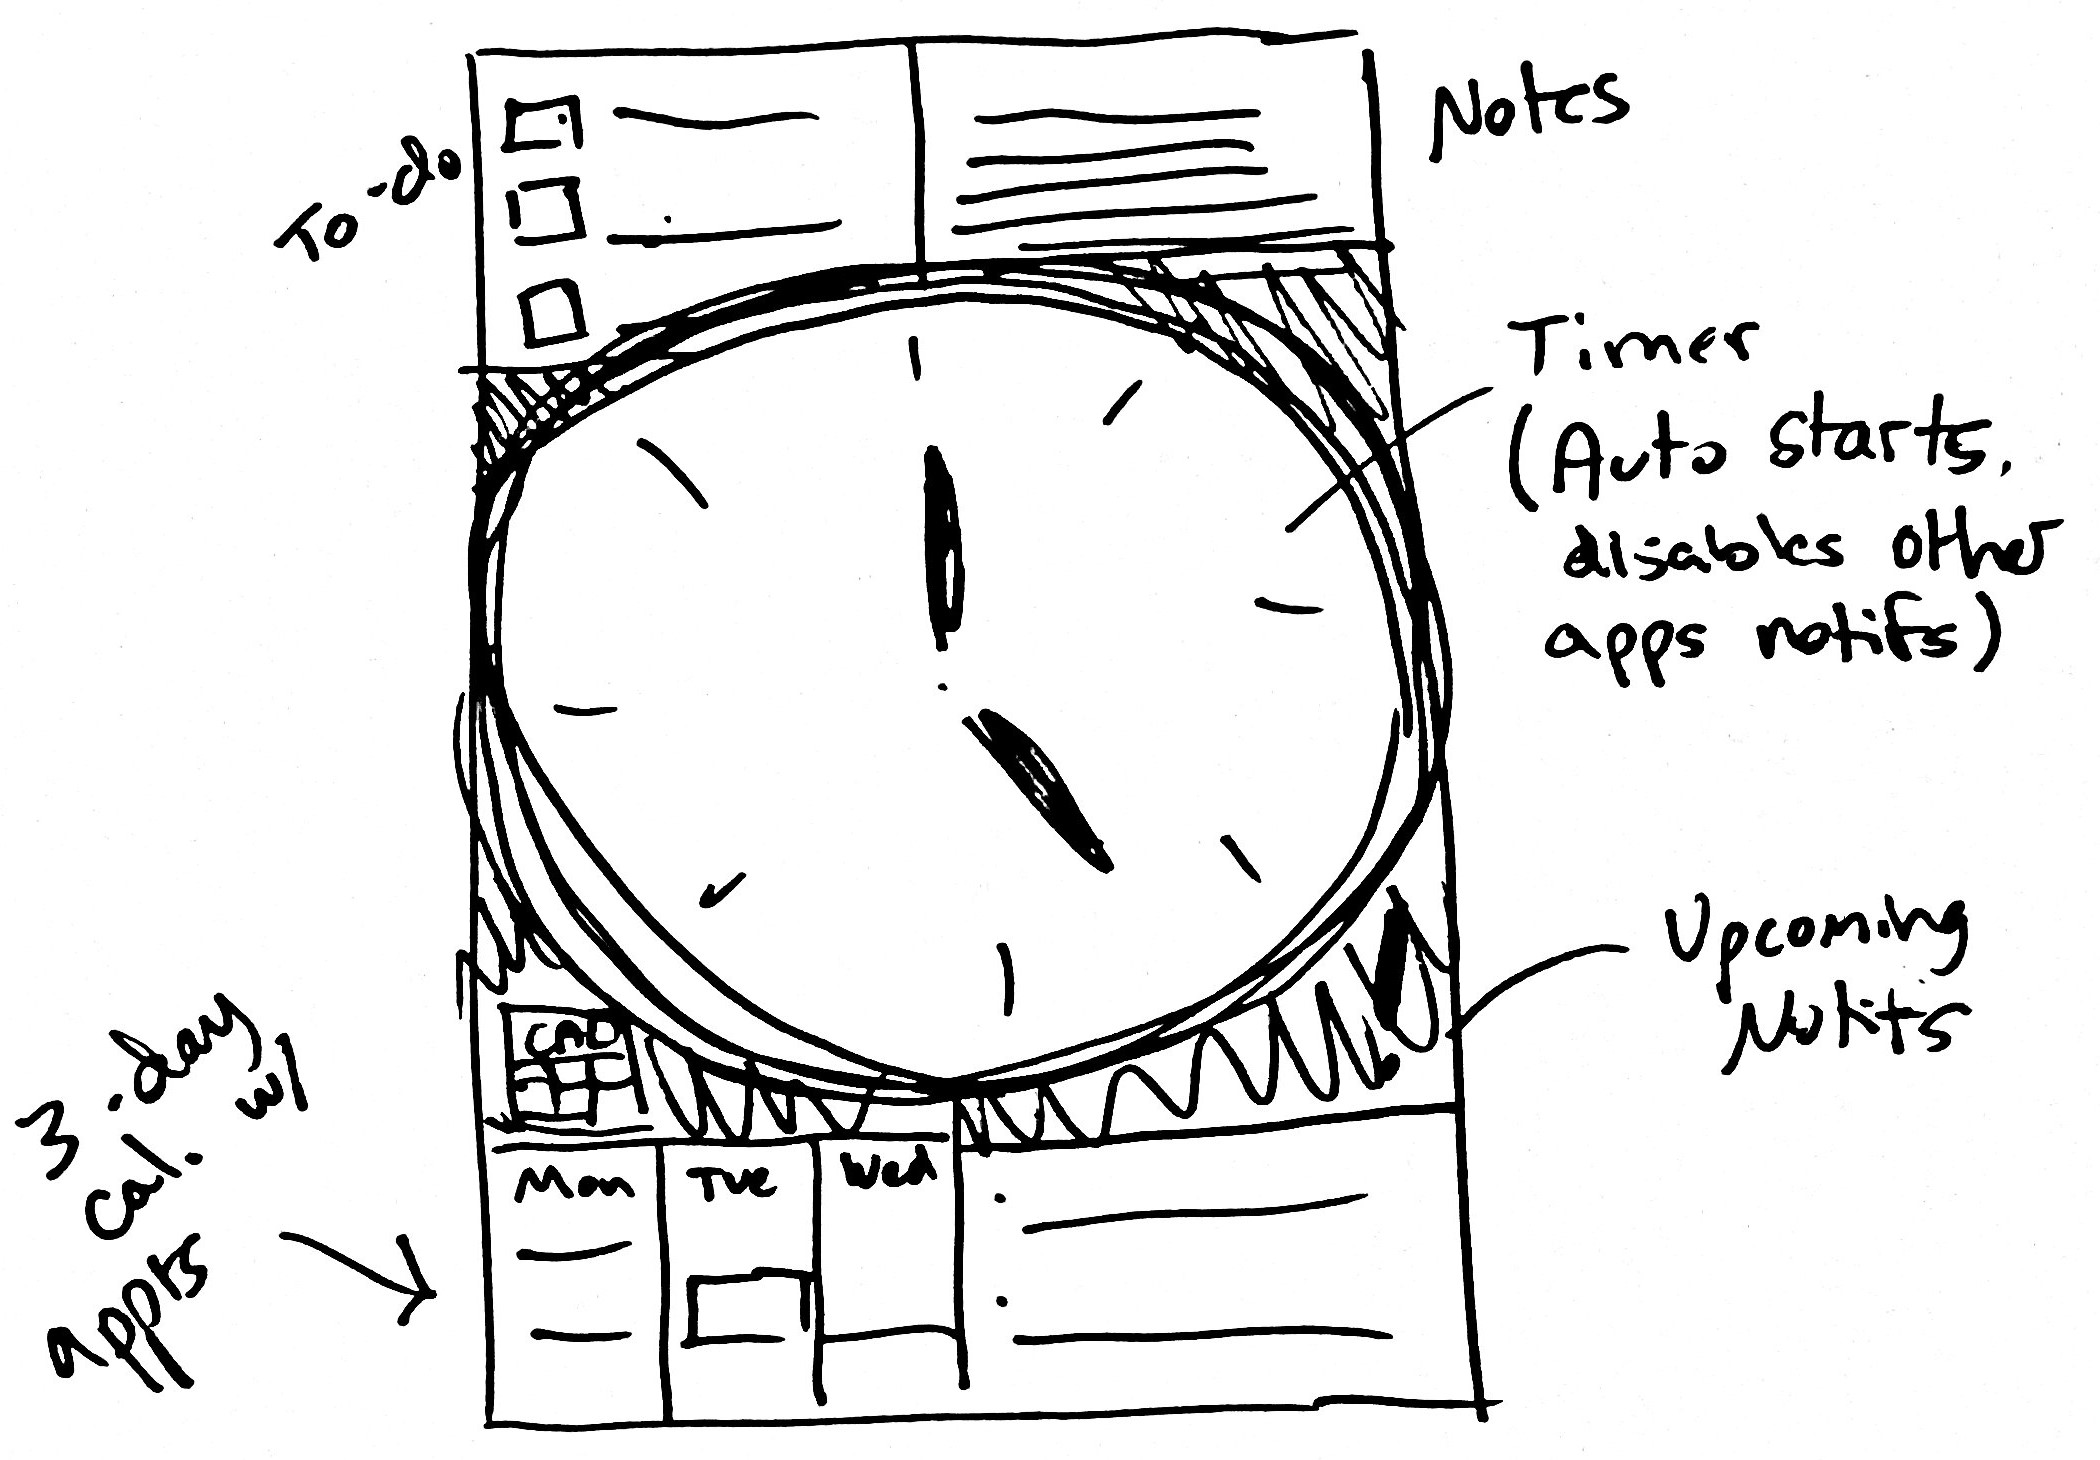 Notes
To-do
Timer
(Auto starts,
disables other
apps notifs)
Upcoming
Notifs
3-day
cal. w/
appts
CAL
Mon Tue Wed